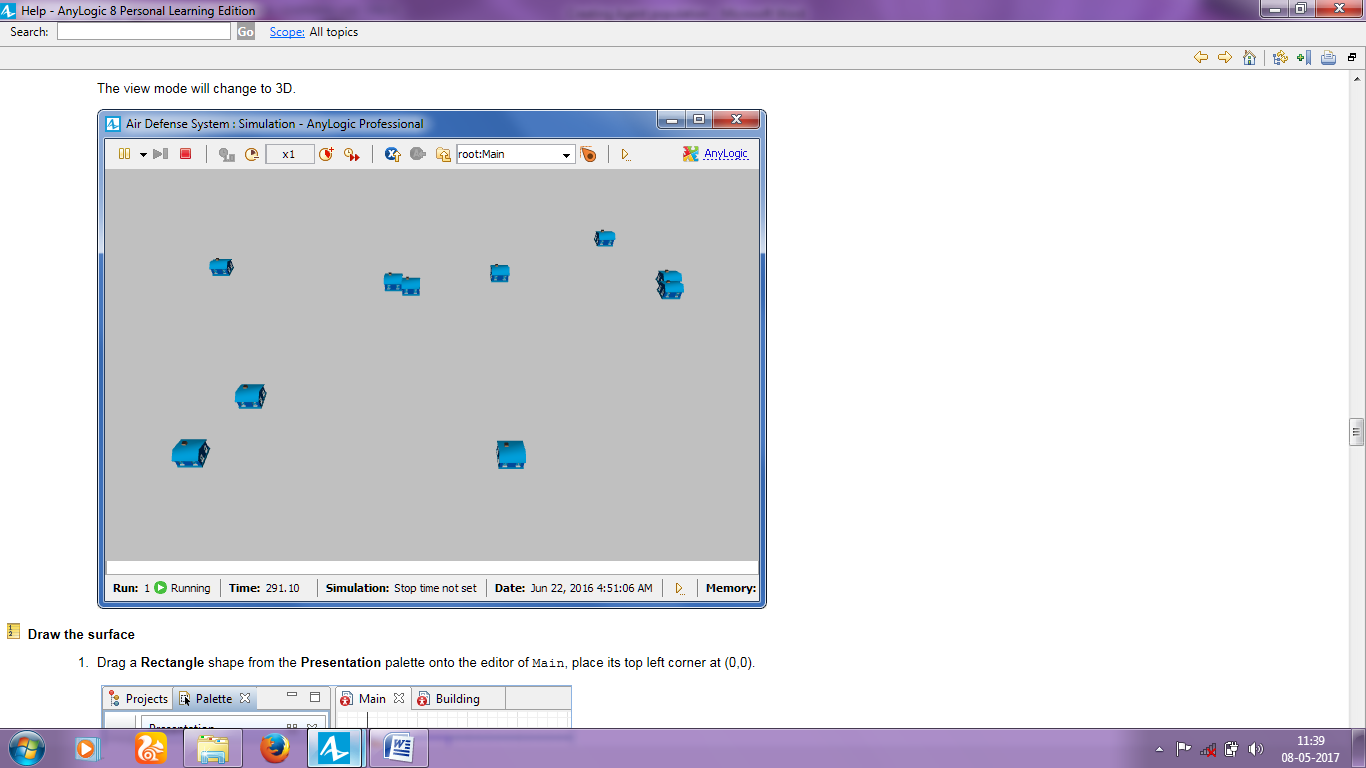 Help - AnyLogic 8 Personal Learning Edition
Search: Go Scope: All topics
The view mode will change to 3D.
Air Defense System : Simulation - AnyLogic Professional
x1 root:Main AnyLogic
Run: 1 Running Time: 291.10 Simulation: Stop time not set Date: Jun 22, 2016 4:51:06 AM Memory:
Draw the surface
1. Drag a Rectangle shape from the Presentation palette onto the editor of Main, place its top left corner at (0,0).
Projects Palette Main Building
Presentation
11:39
08-05-2017